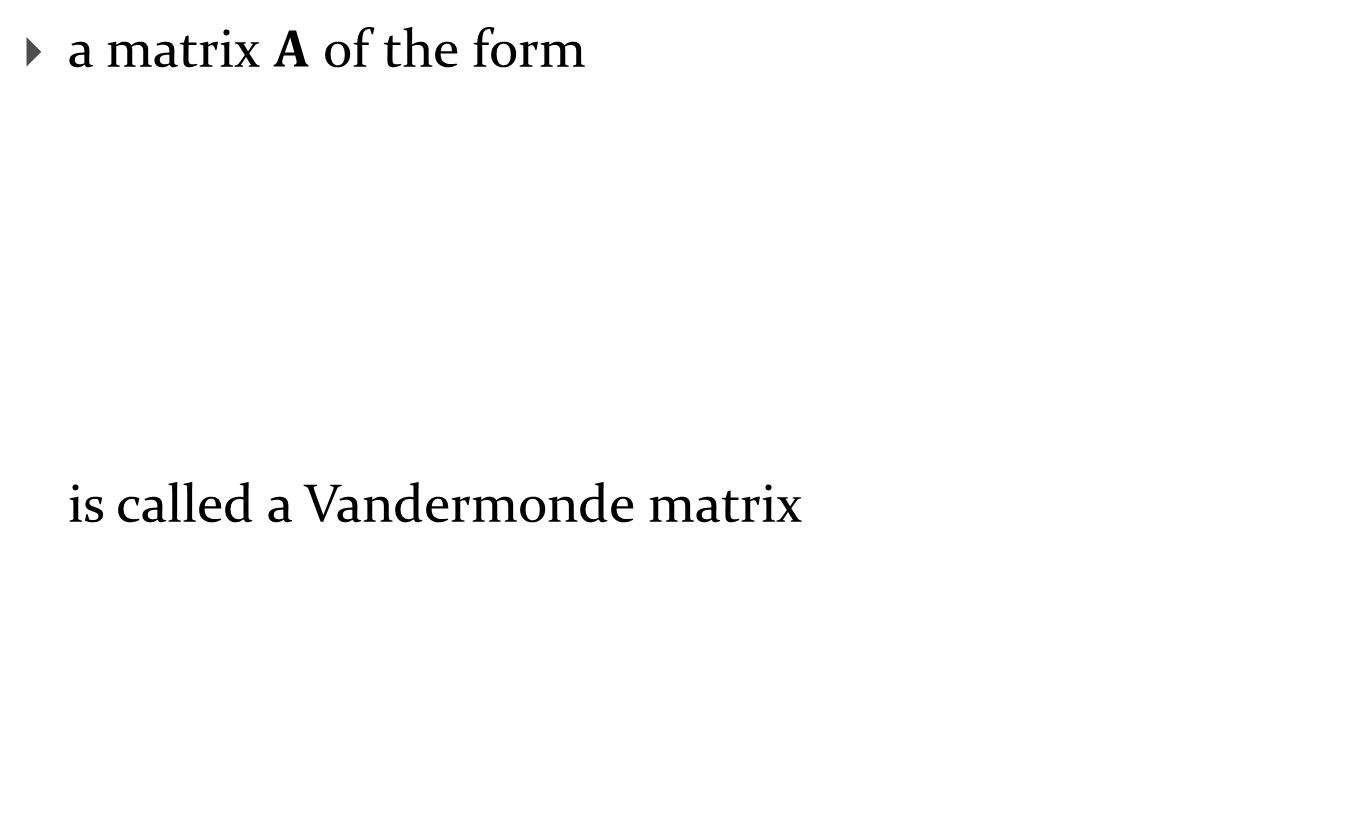 a matrix A of the form
is called a Vandermonde matrix